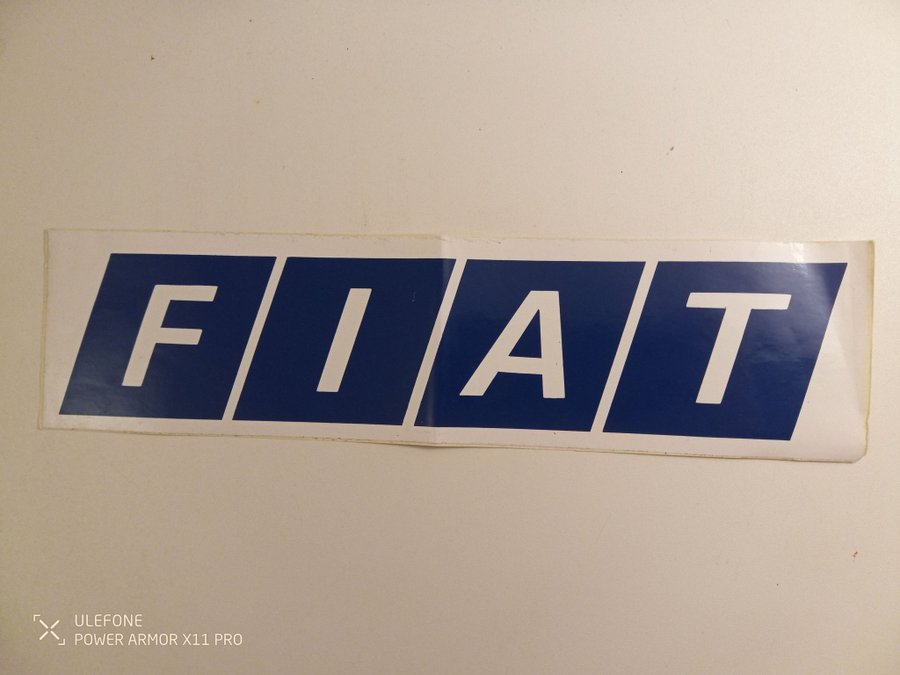 FIAT
ULEFONE
POWER ARMOR X11 PRO